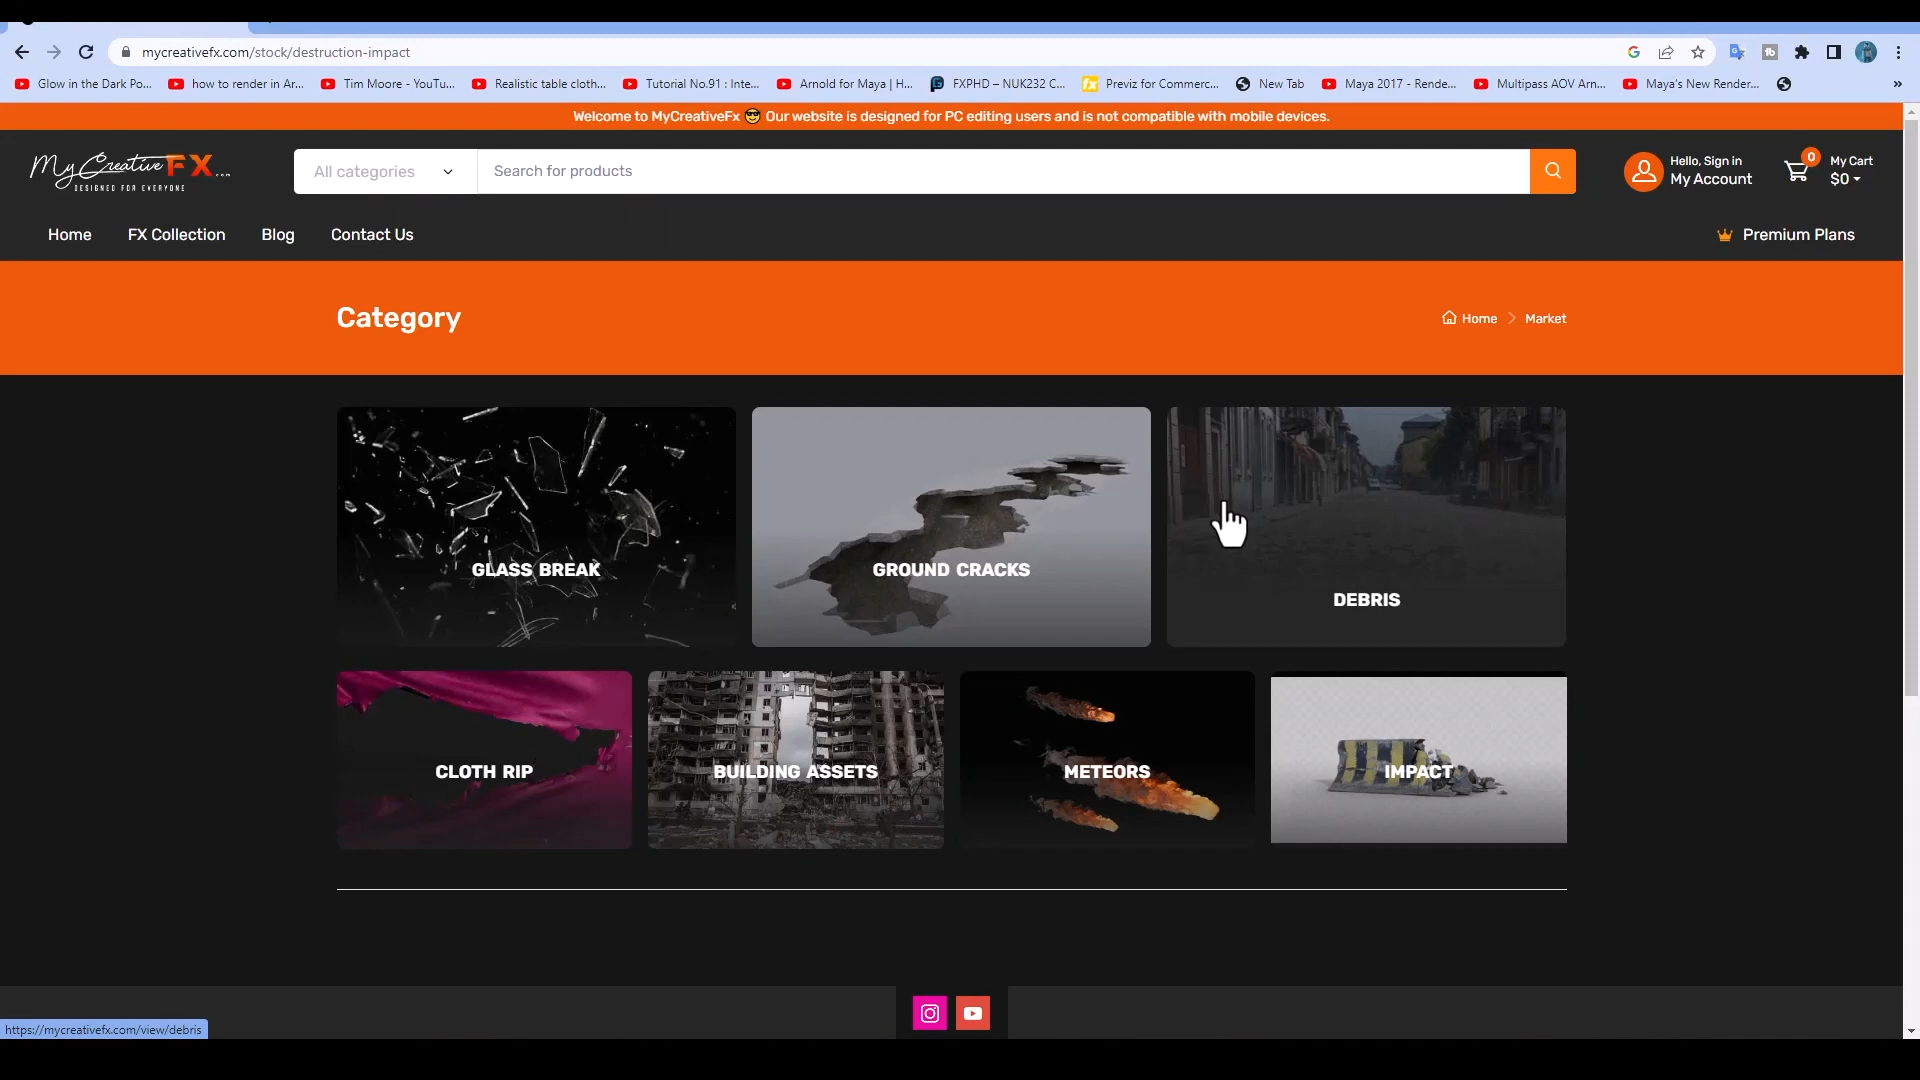 mycreativefx.com/stock/destruction-impact
Glow in the Dark Po... how to render in Ar... Tim Moore - YouTu... Realistic table cloth... Tutorial No.91 : Inte... Arnold for Maya | H... FXPHD – NUK232 C... Previz for Commerc... New Tab Maya 2017 - Rende... Multipass AOV Arn... Maya's New Render... »
Welcome to MyCreativeFx 😎 Our website is designed for PC editing users and is not compatible with mobile devices.
MyCreativeFX.com
DESIGNED FOR EVERYONE
All categories
Search for products
Hello, Sign in
My Account
0
My Cart
$0
Home FX Collection Blog Contact Us Premium Plans
Category
Home Market
GLASS BREAK
GROUND CRACKS
DEBRIS
CLOTH RIP
BUILDING ASSETS
METEORS
IMPACT
https://mycreativefx.com/view/debris